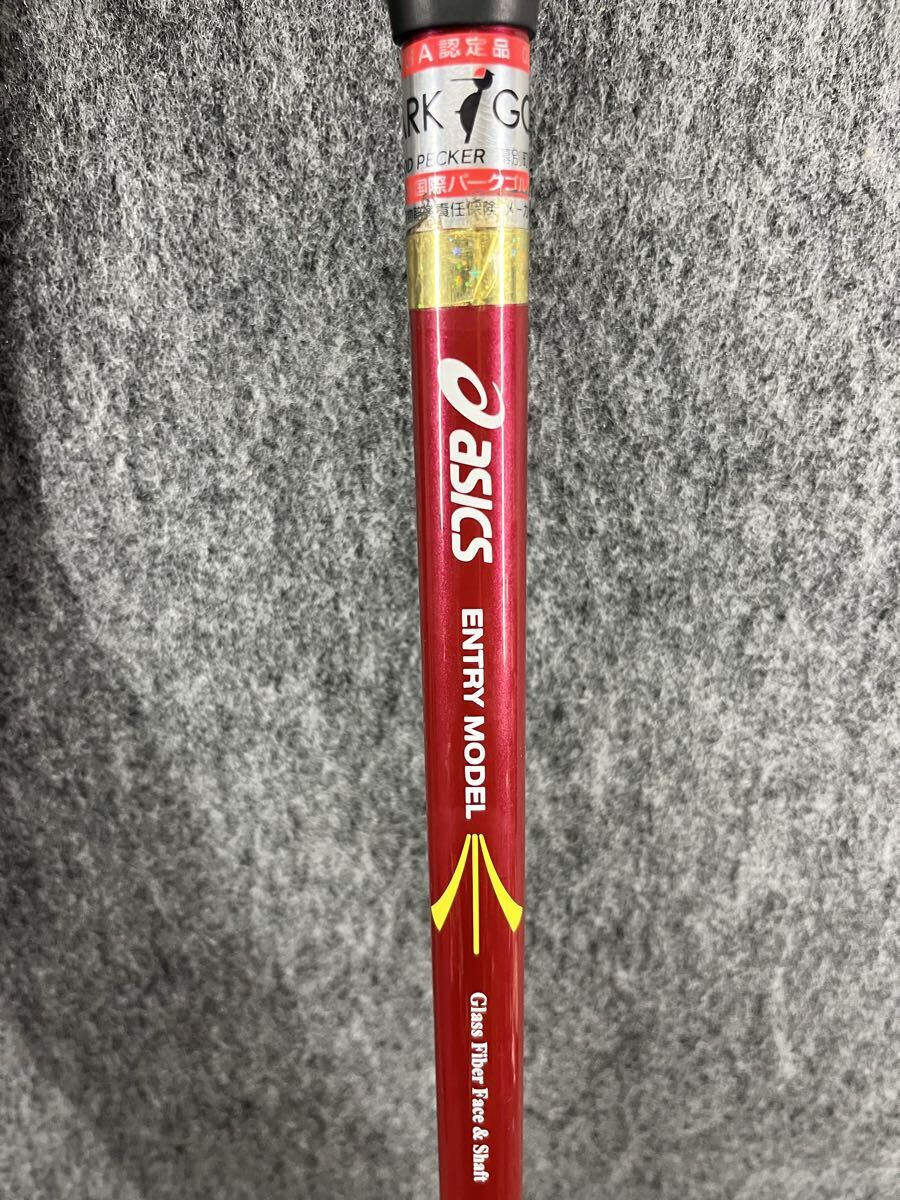 A認定品
ARK GO
PECKER
国際パークゴル
責任保険 メーカ
asics
ENTRY MODEL
Glass Fiber Face & Shaft